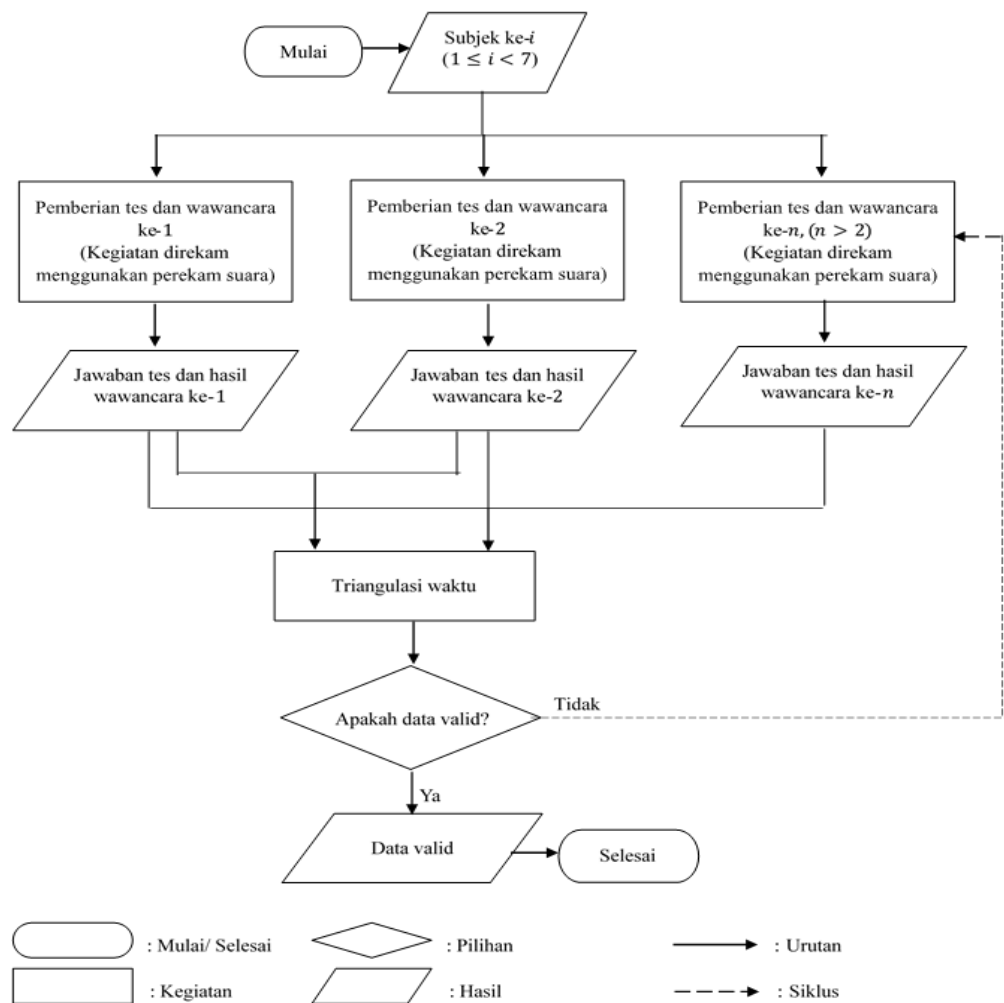 Mulai
Subjek ke-i
(1 ≤ i < 7)
Pemberian tes dan wawancara
ke-1
(Kegiatan direkam
menggunakan perekam suara)
Pemberian tes dan wawancara
ke-2
(Kegiatan direkam
menggunakan perekam suara)
Pemberian tes dan wawancara
ke-n, (n > 2)
(Kegiatan direkam
menggunakan perekam suara)
Jawaban tes dan hasil
wawancara ke-1
Jawaban tes dan hasil
wawancara ke-2
Jawaban tes dan hasil
wawancara ke-n
Triangulasi waktu
Apakah data valid?
Tidak
Ya
Data valid
Selesai
: Mulai/ Selesai
: Pilihan
: Urutan
: Kegiatan
: Hasil
: Siklus